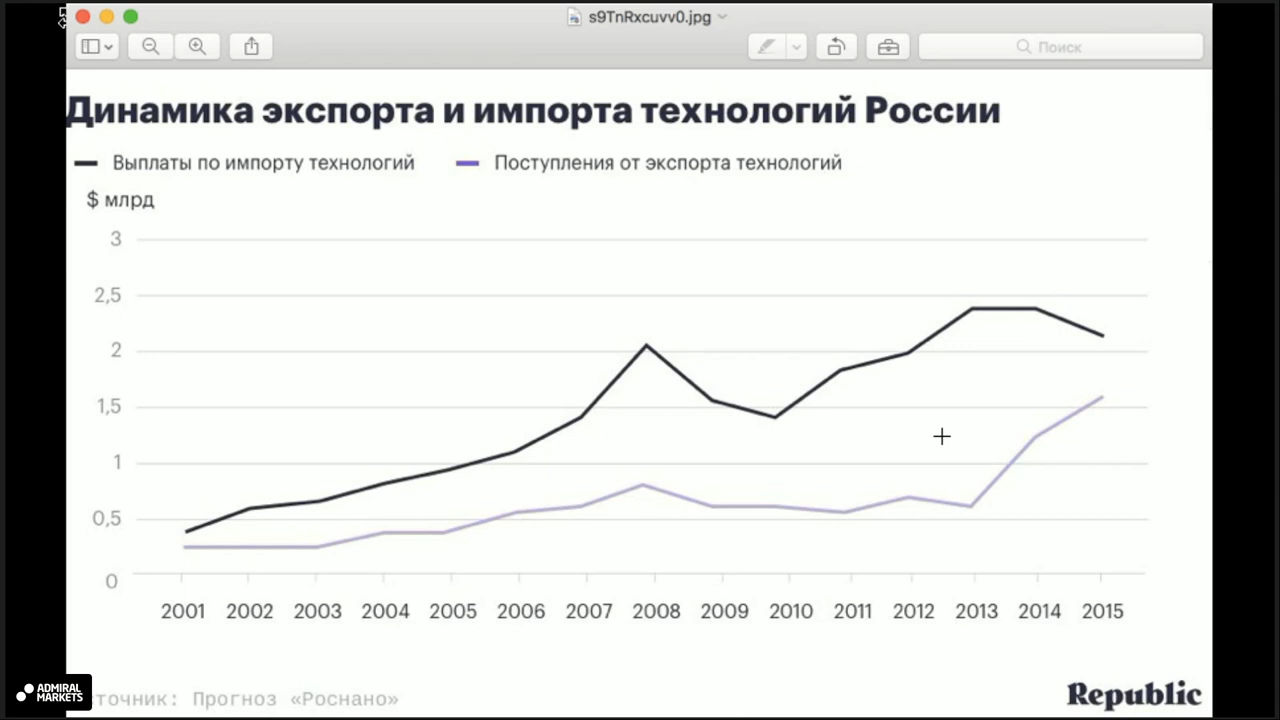 s9TnRxcuvv0.jpg
Поиск
Динамика экспорта и импорта технологий России
Выплаты по импорту технологий
Поступления от экспорта технологий
$ млрд
3
2,5
2
1,5
1
0,5
0
2001 2002 2003 2004 2005 2006 2007 2008 2009 2010 2011 2012 2013 2014 2015
точник: Прогноз «Роснано»
Republic
ADMIRAL
MARKETS